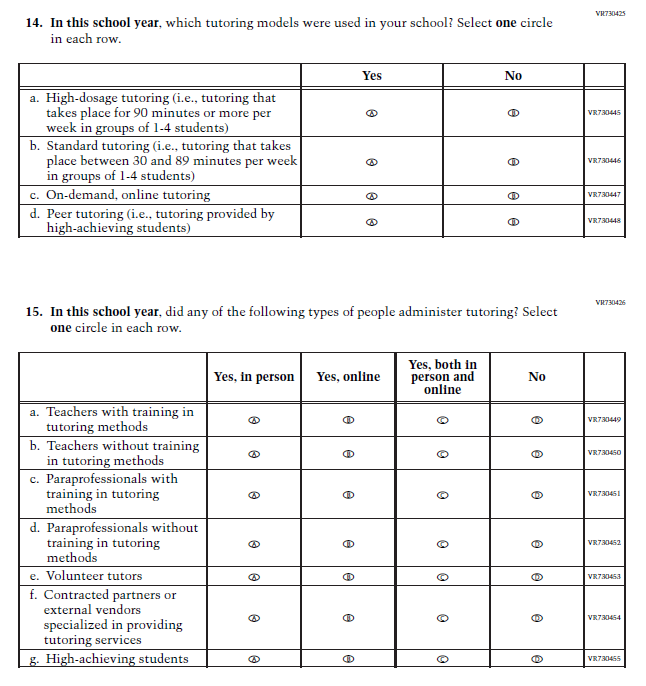 VR730425
14. In this school year, which tutoring models were used in your school? Select one circle
in each row.
Yes No
a. High-dosage tutoring (i.e., tutoring that
takes place for 90 minutes or more per
week in groups of 1-4 students)
A B VR730445
b. Standard tutoring (i.e., tutoring that takes
place between 30 and 89 minutes per week
in groups of 1-4 students)
A B VR730446
c. On-demand, online tutoring A B VR730447
d. Peer tutoring (i.e., tutoring provided by
high-achieving students)
A B VR730448
VR730426
15. In this school year, did any of the following types of people administer tutoring? Select
one circle in each row.
Yes, in person Yes, online Yes, both in
person and
online
No
a. Teachers with training in
tutoring methods
A B C D VR730449
b. Teachers without training
in tutoring methods
A B C D VR730450
c. Paraprofessionals with
training in tutoring
methods
A B C D VR730451
d. Paraprofessionals without
training in tutoring
methods
A B C D VR730452
e. Volunteer tutors A B C D VR730453
f. Contracted partners or
external vendors
specialized in providing
tutoring services
A B C D VR730454
g. High-achieving students A B C D VR730455